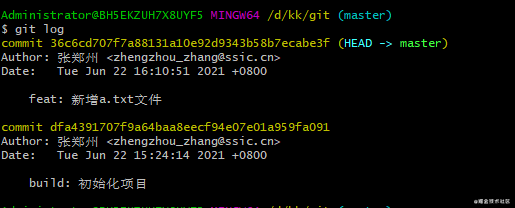 Administrator@BH5EKZUH7X8UYF5 MINGW64 /d/kk/git (master)
$ git log
commit 36c6cd707f7a88131a10e92d9343b58b7ecabe3f (HEAD -> master)
Author: 张郑州 <zhengzhou_zhang@ssic.cn>
Date:   Tue Jun 22 16:10:51 2021 +0800
    feat: 新增a.txt文件
commit dfa4391707f9a64baa8eecf94e07e01a959fa091
Author: 张郑州 <zhengzhou_zhang@ssic.cn>
Date:   Tue Jun 22 15:24:14 2021 +0800
    build: 初始化项目
@稀土掘金技术社区